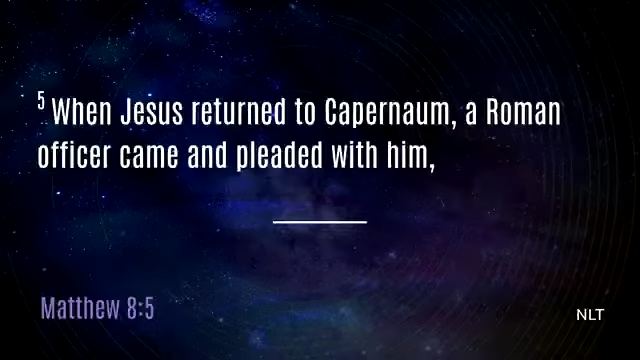 5 When Jesus returned to Capernaum, a Roman
officer came and pleaded with him,
Matthew 8:5
NLT